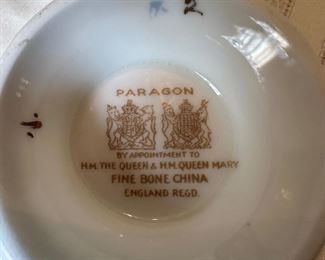 PARAGON
BY APPOINTMENT TO
H.M. THE QUEEN & H.M. QUEEN MARY
FINE BONE CHINA
ENGLAND REGD.